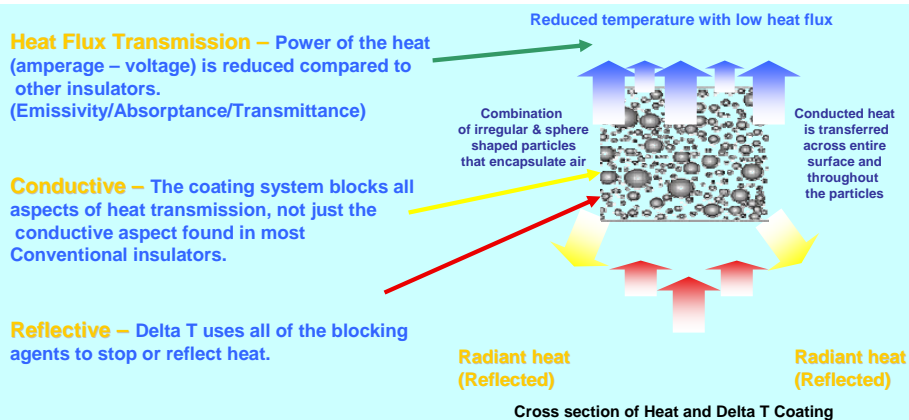 Reduced temperature with low heat flux
Heat Flux Transmission – Power of the heat
(amperage – voltage) is reduced compared to
other insulators.
(Emissivity/Absorptance/Transmittance)
Combination
of irregular & sphere
shaped particles
that encapsulate air
Conducted heat
is transferred
across entire
surface and
throughout
the particles
Conductive – The coating system blocks all
aspects of heat transmission, not just the
conductive aspect found in most
Conventional insulators.
Reflective – Delta T uses all of the blocking
agents to stop or reflect heat.
Radiant heat
(Reflected)
Radiant heat
(Reflected)
Cross section of Heat and Delta T Coating